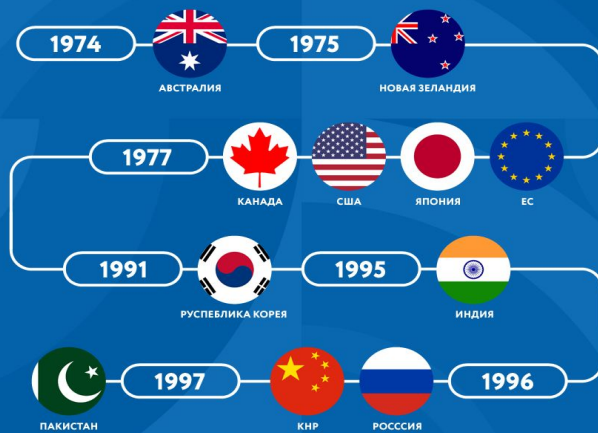 1974
АВСТРАЛИЯ
1975
НОВАЯ ЗЕЛАНДИЯ
1977
КАНАДА
США
ЯПОНИЯ
ЕС
1991
РУСПЕБЛИКА КОРЕЯ
1995
ИНДИЯ
1996
РОСССИЯ
КНР
1997
ПАКИСТАН